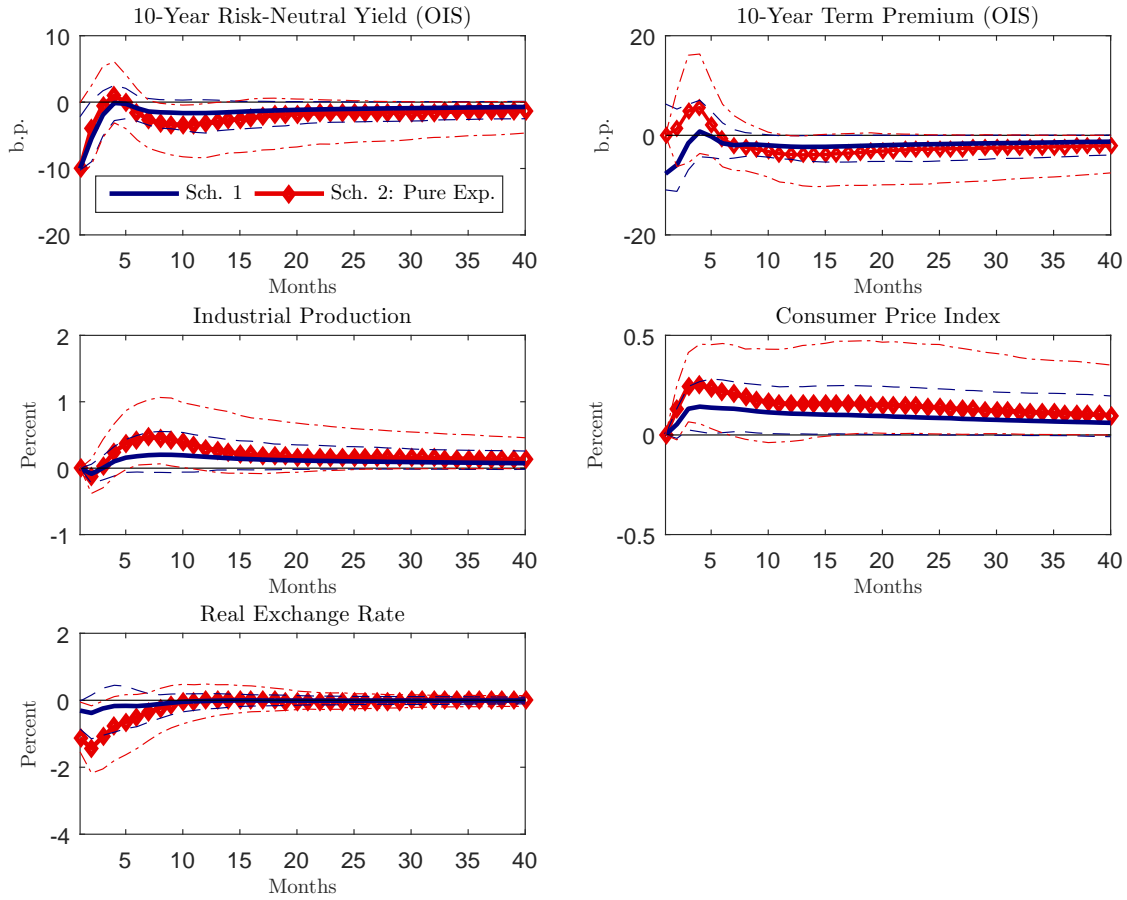 10-Year Risk-Neutral Yield (OIS)
10
0
-10
-20
b.p.
Sch. 1
Sch. 2: Pure Exp.
5 10 15 20 25 30 35 40
Months
10-Year Term Premium (OIS)
20
0
-20
b.p.
5 10 15 20 25 30 35 40
Months
Industrial Production
2
1
0
-1
Percent
5 10 15 20 25 30 35 40
Months
Consumer Price Index
0.5
0
-0.5
Percent
5 10 15 20 25 30 35 40
Months
Real Exchange Rate
2
0
-2
-4
Percent
5 10 15 20 25 30 35 40
Months